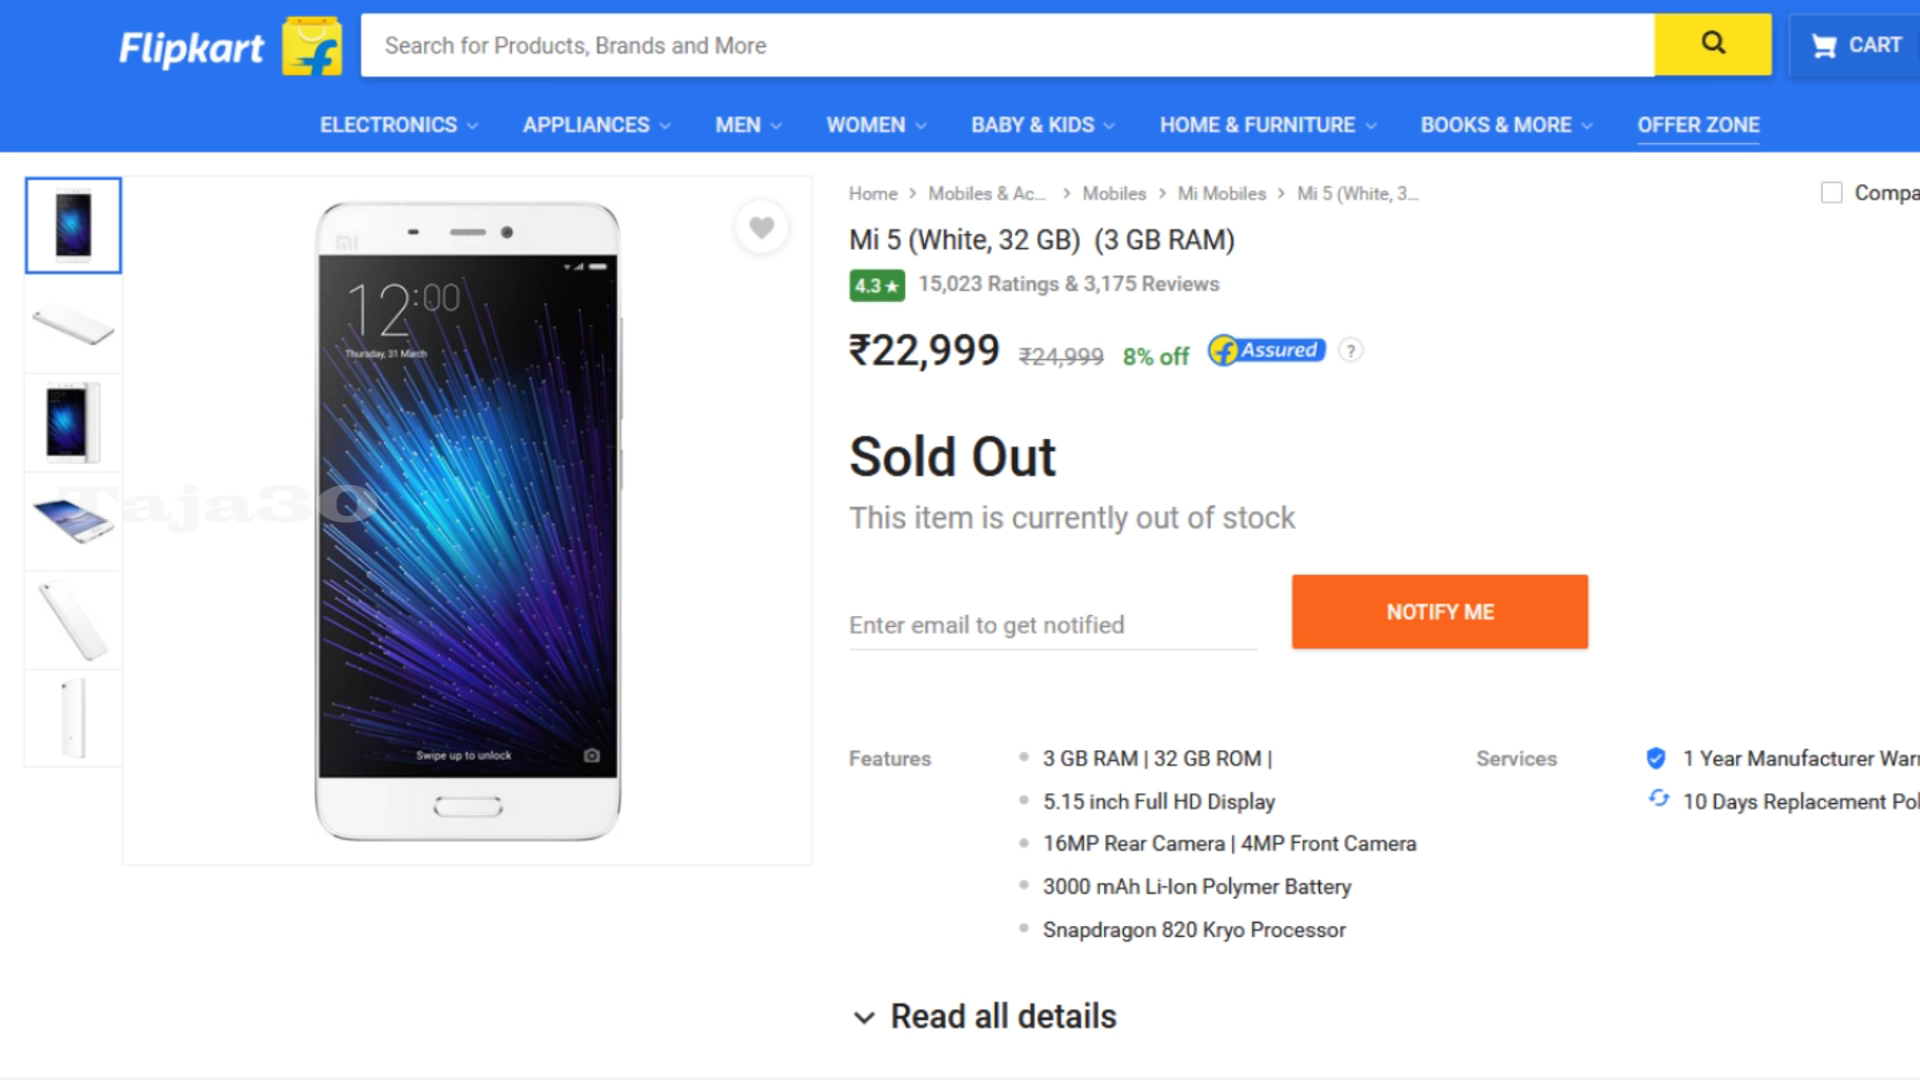 Flipkart
Search for Products, Brands and More
CART
ELECTRONICS
APPLIANCES
MEN
WOMEN
BABY & KIDS
HOME & FURNITURE
BOOKS & MORE
OFFER ZONE
Home > Mobiles & Ac... > Mobiles > Mi Mobiles > Mi 5 (White, 3...
Compa
Mi 5 (White, 32 GB) (3 GB RAM)
4.3★ 15,023 Ratings & 3,175 Reviews
₹22,999 ₹24,999 8% off Assured ?
Sold Out
This item is currently out of stock
Enter email to get notified
NOTIFY ME
MI
12:00
Thursday, 31 March
Swipe up to unlock
Taja30
Features
3 GB RAM | 32 GB ROM |
5.15 inch Full HD Display
16MP Rear Camera | 4MP Front Camera
3000 mAh Li-Ion Polymer Battery
Snapdragon 820 Kryo Processor
Services
1 Year Manufacturer Warr
10 Days Replacement Pol
Read all details